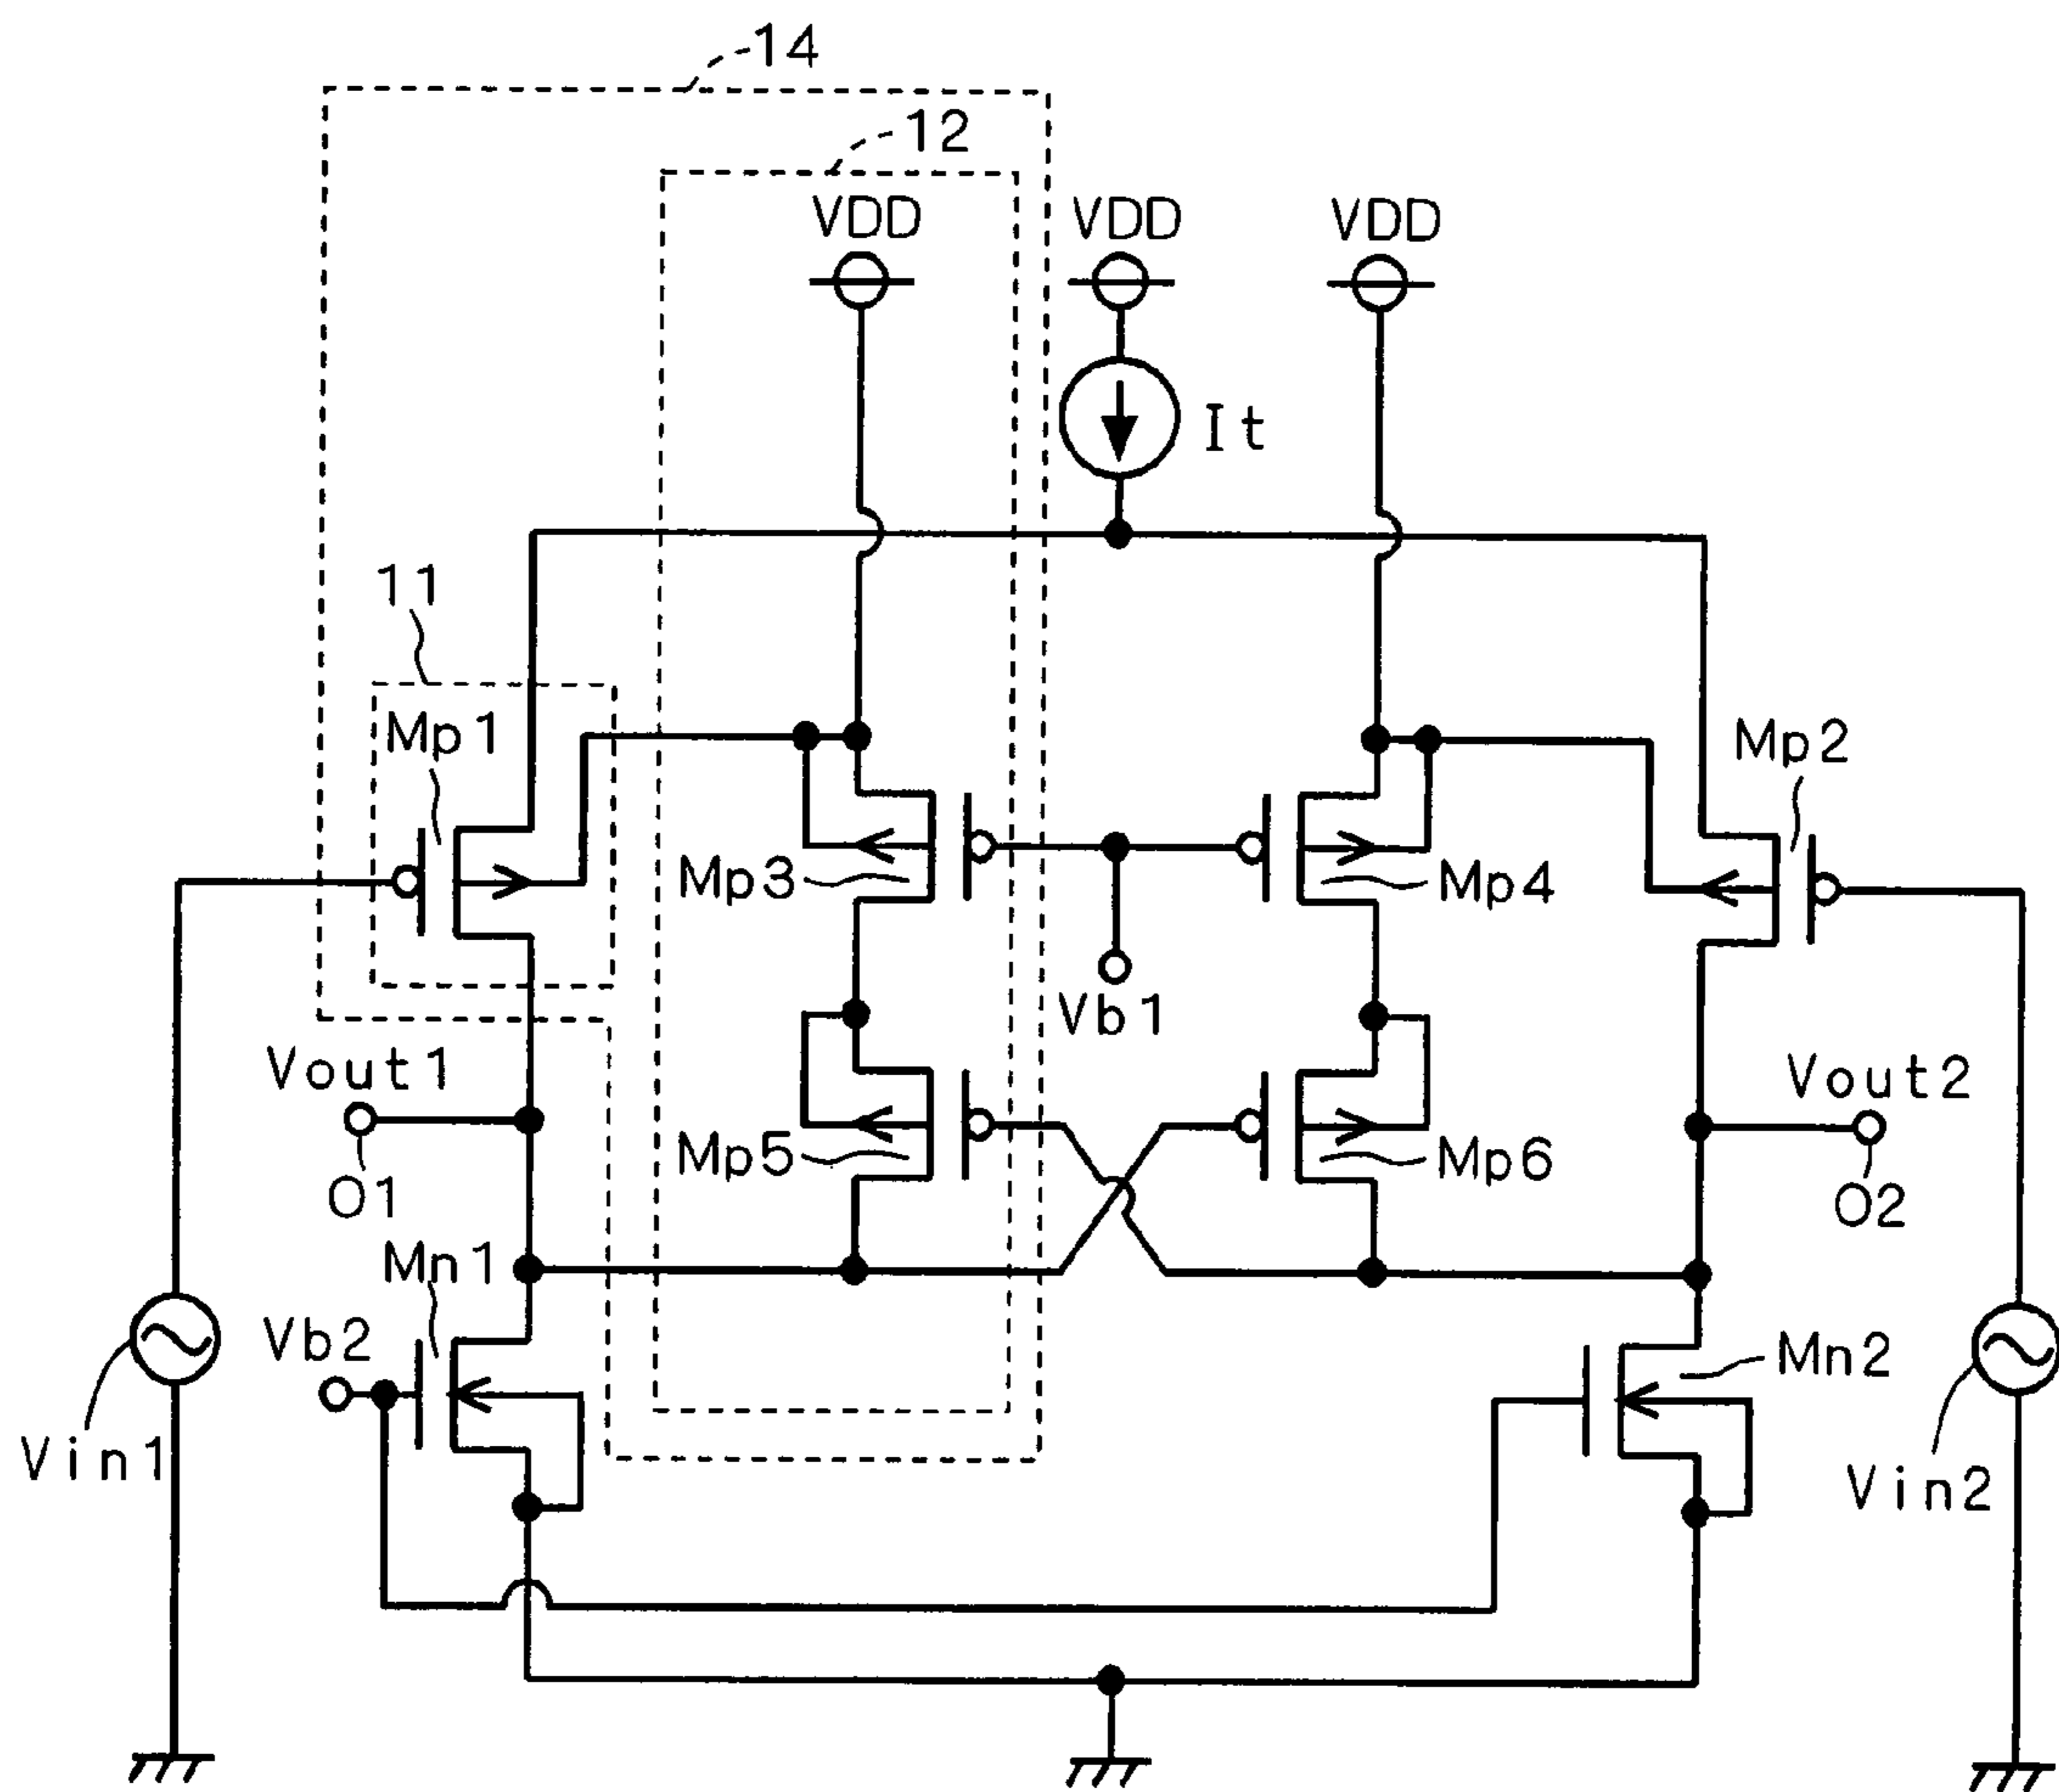 14
12
VDD
VDD
VDD
It
11
Mp1
Mp2
Mp3
Mp4
Vb1
Vout1
Vout2
Mp5
Mp6
O1
O2
Mn1
Vb2
Mn2
Vin1
Vin2